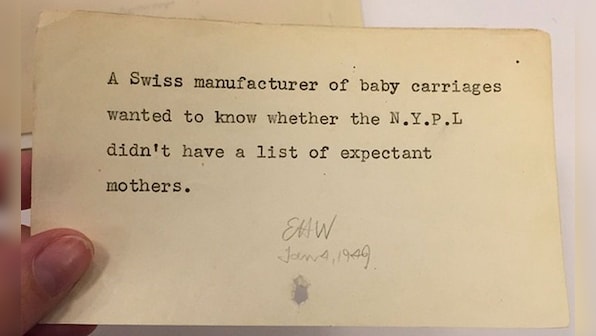 A Swiss manufacturer of baby carriages
wanted to know whether the N.Y.P.L
didn't have a list of expectant
mothers.
EHW
Jan 4, 1949